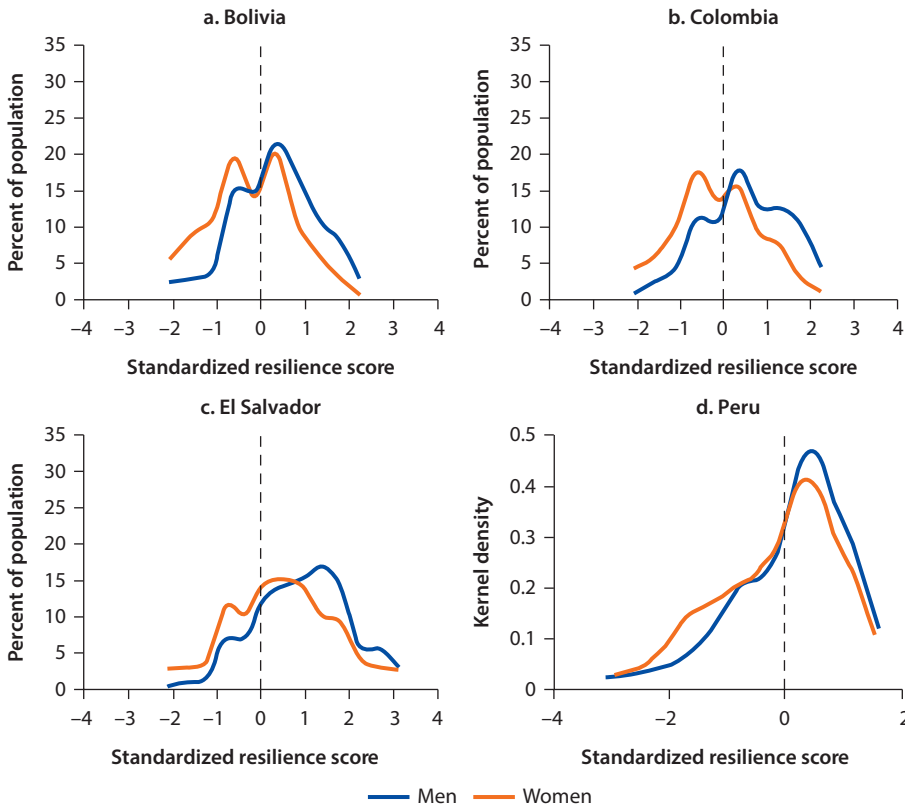 a. Bolivia
Percent of population
35
30
25
20
15
10
5
0
–4 –3 –2 –1 0 1 2 3 4
Standardized resilience score
b. Colombia
Percent of population
35
30
25
20
15
10
5
0
–4 –3 –2 –1 0 1 2 3 4
Standardized resilience score
c. El Salvador
Percent of population
35
30
25
20
15
10
5
0
–4 –3 –2 –1 0 1 2 3 4
Standardized resilience score
d. Peru
Kernel density
0.5
0.4
0.3
0.2
0.1
0
–4 –2 0 2
Standardized resilience score
Men Women